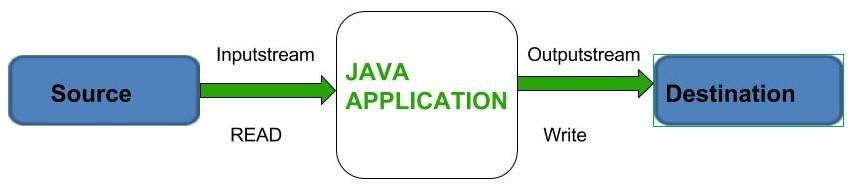 Source
Inputstream
READ
JAVA
APPLICATION
Outputstream
Write
Destination